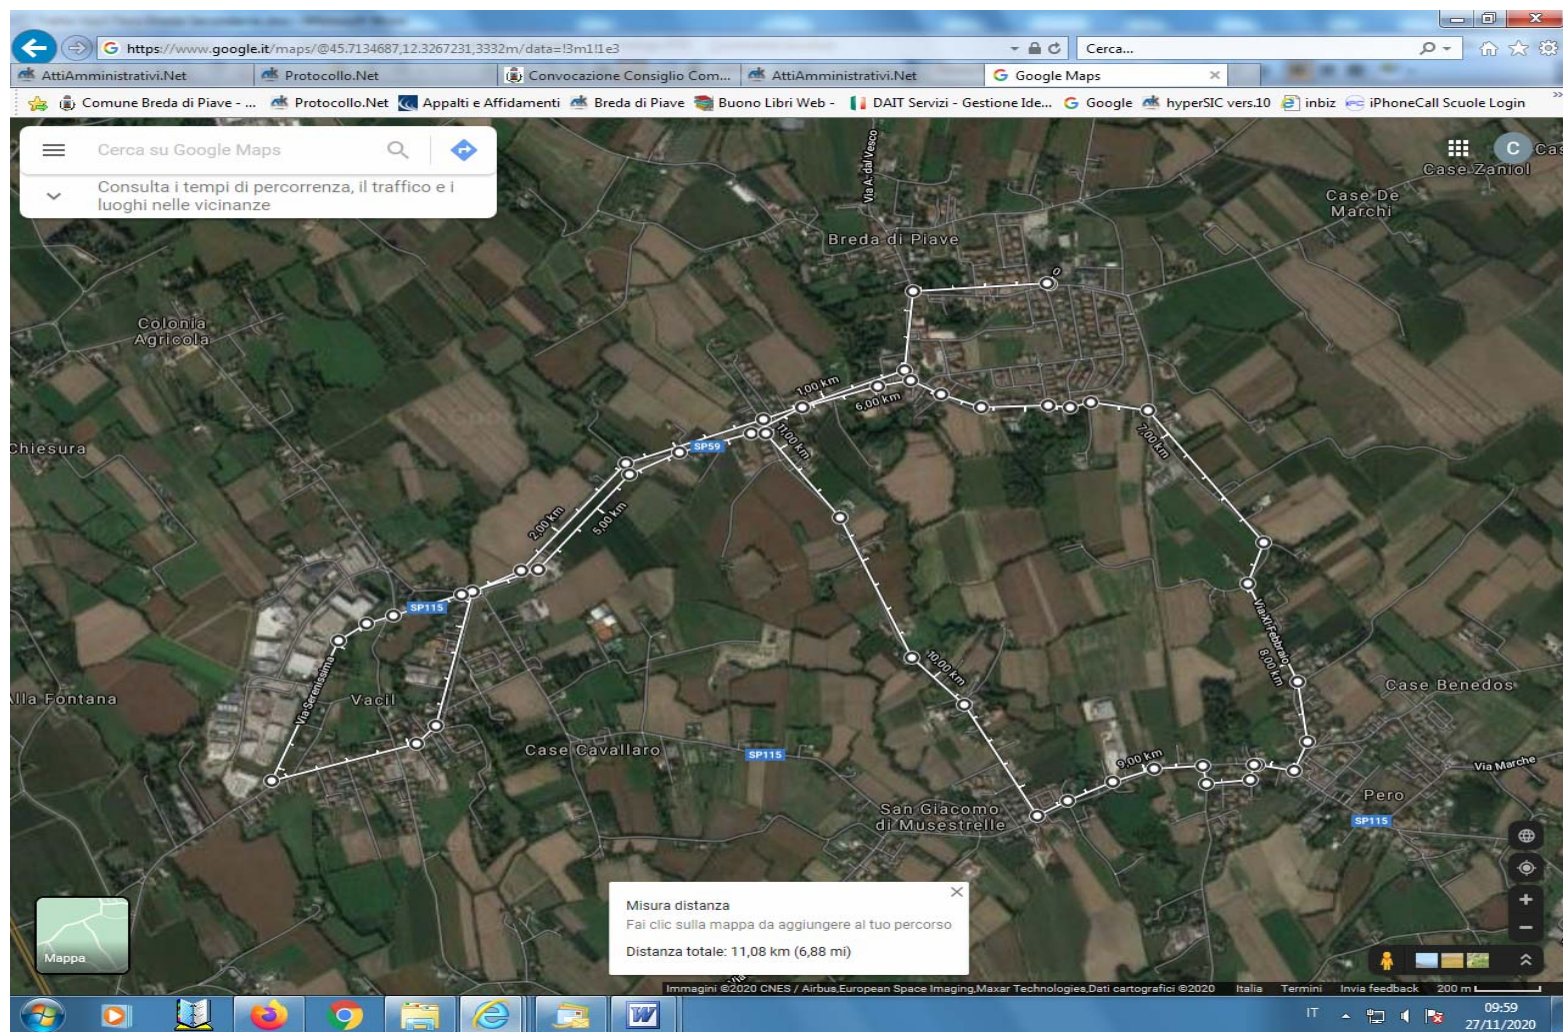 https://www.google.it/maps/@45.7134687,12.3267231,3332m/data=!3m1!1e3
Cerca...
AttiAmministrativi.Net
Protocollo.Net
Convocazione Consiglio Com...
AttiAmministrativi.Net
Google Maps
Comune Breda di Piave - ...
Protocollo.Net
Appalti e Affidamenti
Breda di Piave
Buono Libri Web -
DAIT Servizi - Gestione Ide...
Google
hyperSIC vers.10
inbiz
iPhoneCall Scuole Login
Cerca su Google Maps
Consulta i tempi di percorrenza, il traffico e i
luoghi nelle vicinanze
Via A. dal Vesco
C
Cas
Case Zaniol
Case De
Marchi
Breda di Piave
0
Colonia
Agricola
1,00 km
6,00 km
11,00 km
7,00 km
Chiesura
SP59
2,00 km
5,00 km
SP115
Via XI Febbraio
8,00 km
10,00 km
Via Serenissima
lla Fontana
Vacil
Case Benedos
Case Cavallaro
SP115
9,00 km
Via Marche
Pero
San Giacomo
di Musestrelle
SP115
Misura distanza
Fai clic sulla mappa da aggiungere al tuo percorso
Distanza totale: 11,08 km (6,88 mi)
Mappa
Immagini ©2020 CNES / Airbus,European Space Imaging,Maxar Technologies,Dati cartografici ©2020
Italia
Termini
Invia feedback
200 m
IT
09:59
27/11/2020